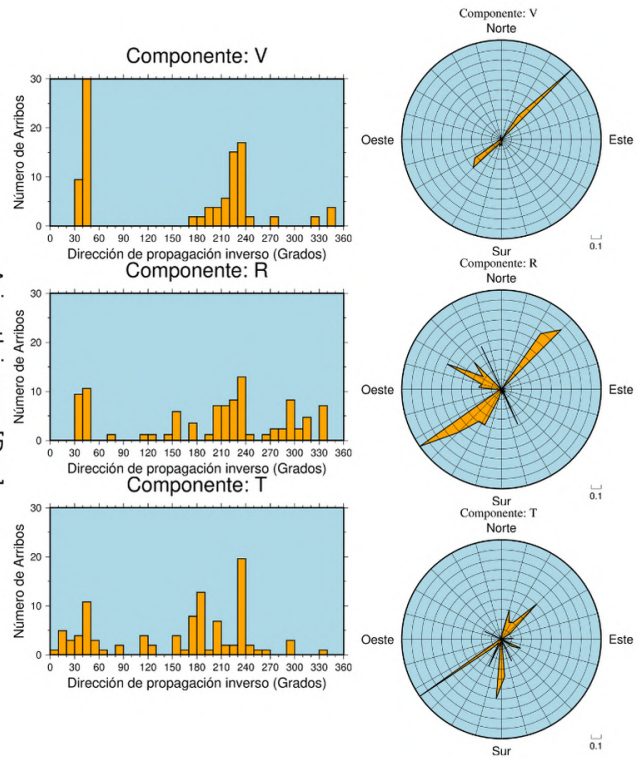 Componente: V
Número de Arribos
30
20
10
0
0 30 60 90 120 150 180 210 240 270 300 330 360
Dirección de propagación inverso (Grados)
Componente: V
Norte
Oeste
Este
Sur
0.1
Componente: R
Número de Arribos
30
20
10
0
0 30 60 90 120 150 180 210 240 270 300 330 360
Dirección de propagación inverso (Grados)
Componente: R
Norte
Oeste
Este
Sur
0.1
Componente: T
Número de Arribos
30
20
10
0
0 30 60 90 120 150 180 210 240 270 300 330 360
Dirección de propagación inverso (Grados)
Componente: T
Norte
Oeste
Este
Sur
0.1